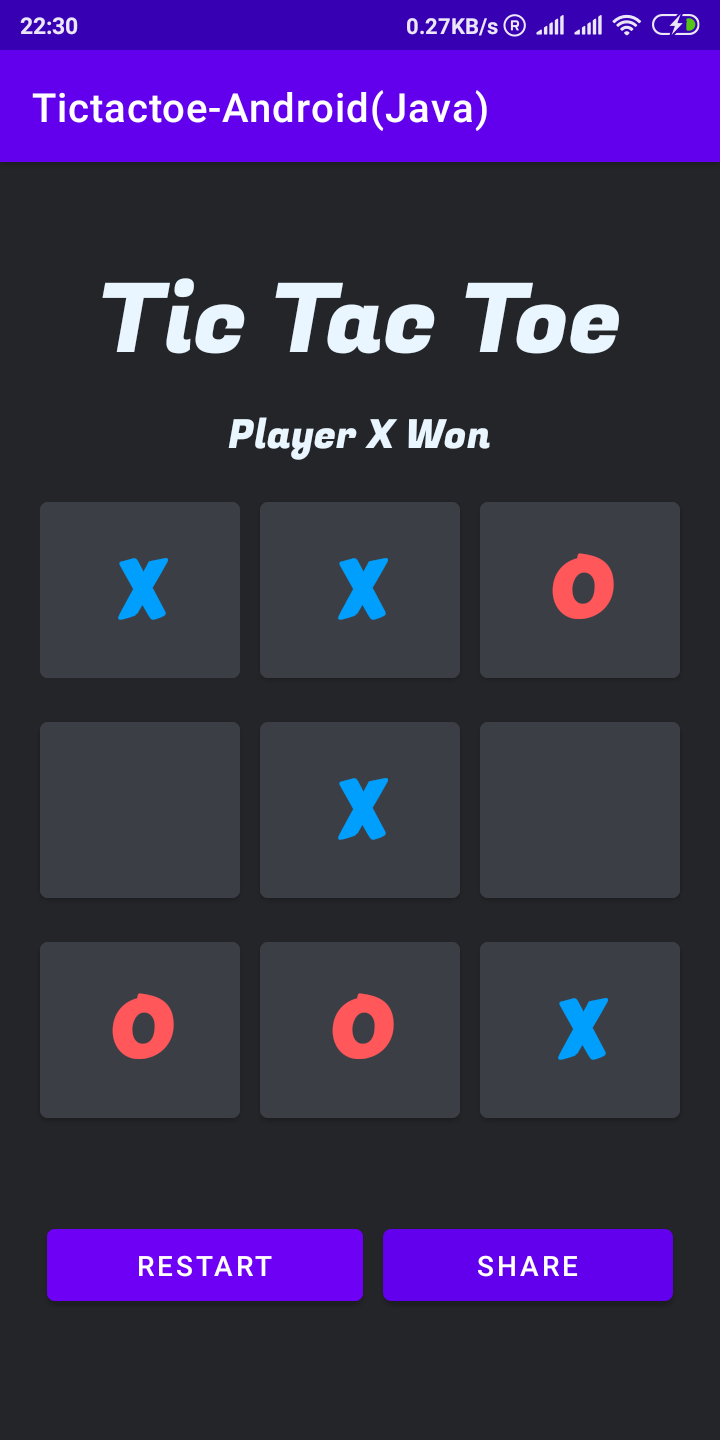 22:30 0.27KB/s R
Tictactoe-Android(Java)
Tic Tac Toe
Player X Won
X X O
X
O O X
RESTART SHARE